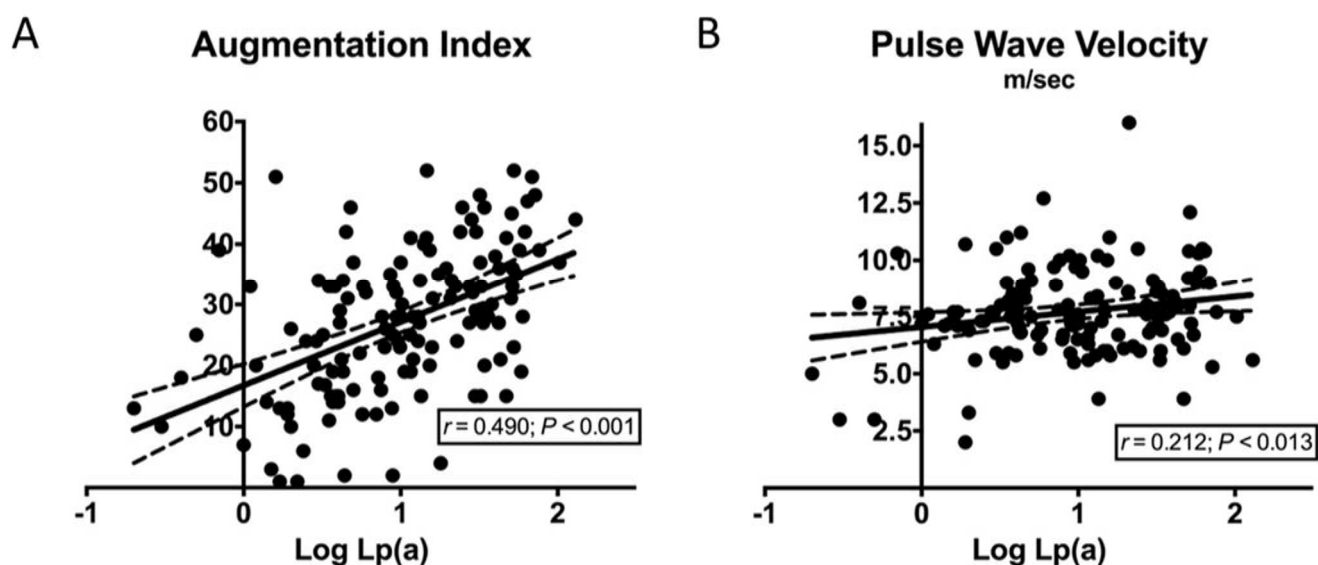 A
Augmentation Index
60
50
40
30
20
10
r = 0.490; P < 0.001
-1 0 1 2
Log Lp(a)
B
Pulse Wave Velocity
m/sec
15.0
12.5
10.0
7.5
5.0
2.5
r = 0.212; P < 0.013
-1 0 1 2
Log Lp(a)